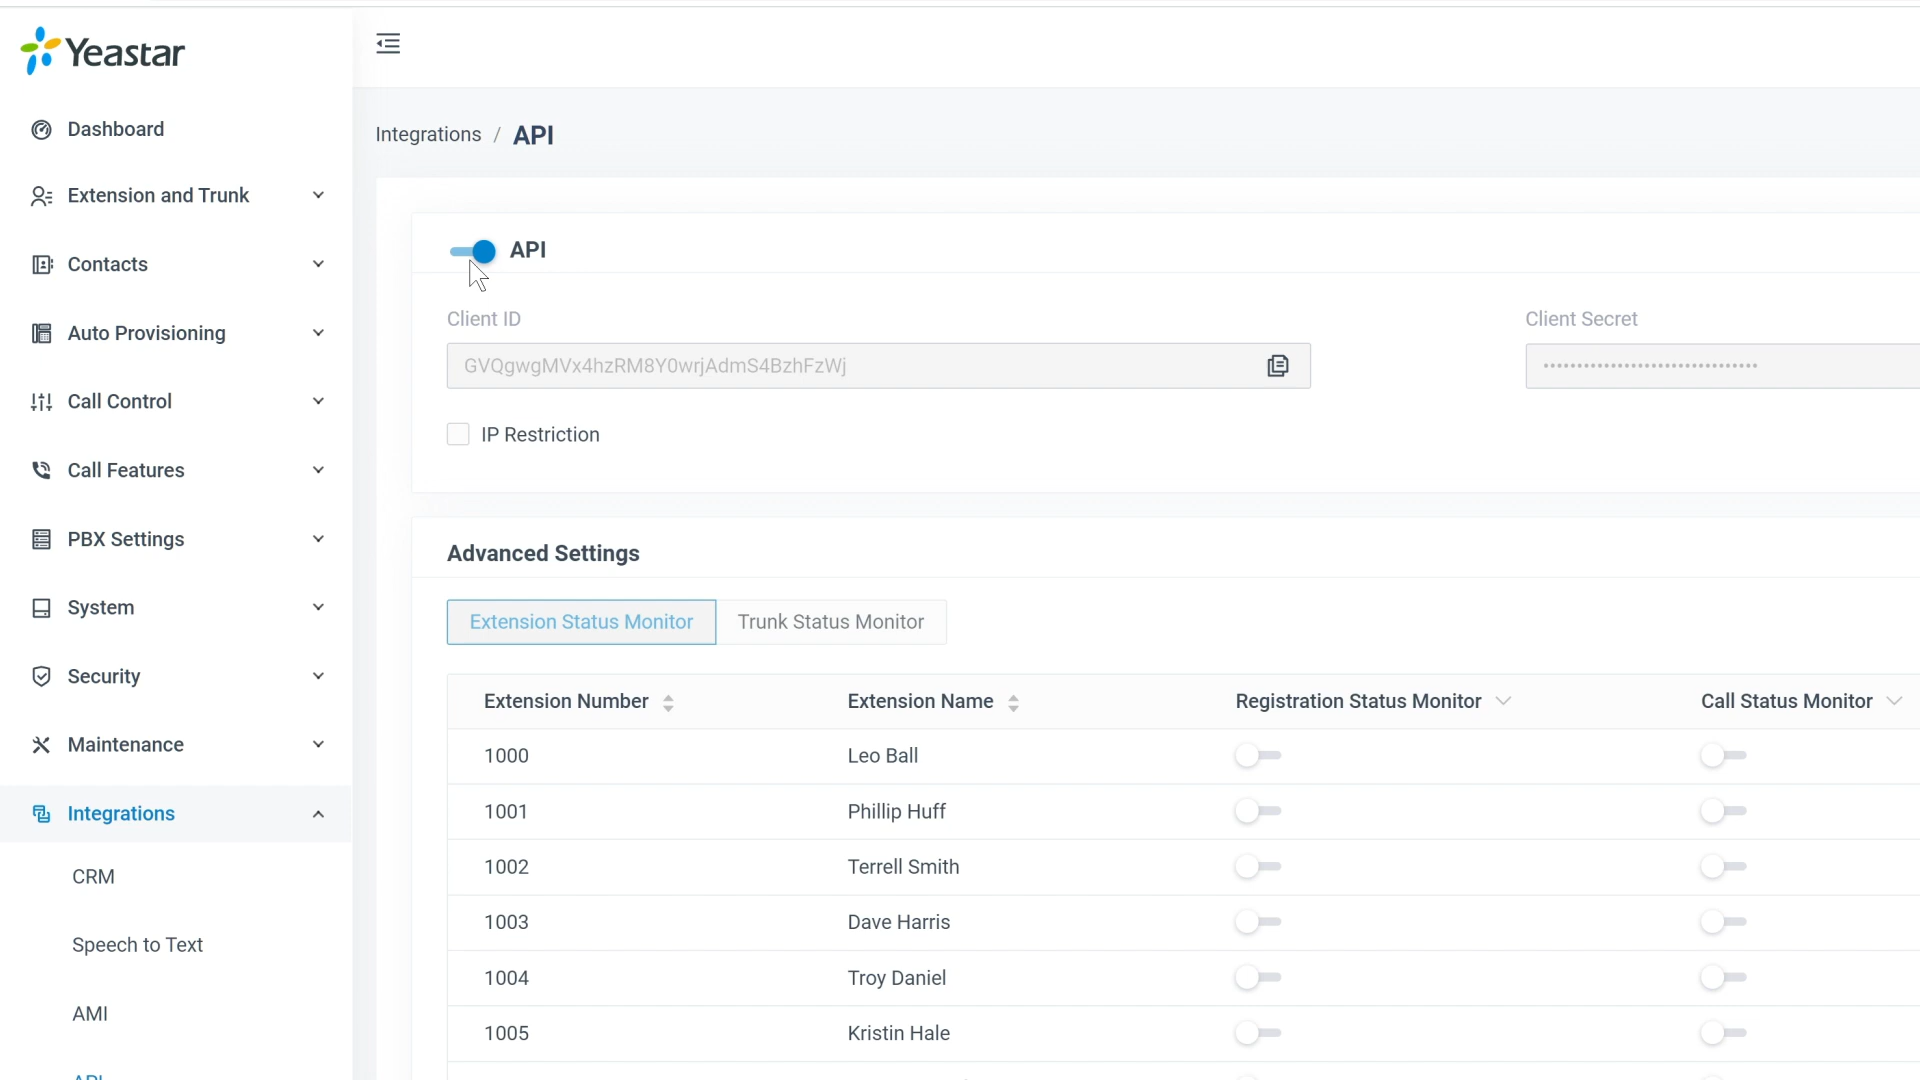 Yeastar
Dashboard
Extension and Trunk
Contacts
Auto Provisioning
Call Control
Call Features
PBX Settings
System
Security
Maintenance
Integrations
CRM
Speech to Text
AMI
API
Integrations / API
API
Client ID
Client Secret
GVQgwgMVx4hzRM8Y0wrjAdmS4BzhFzWj
IP Restriction
Advanced Settings
Extension Status Monitor
Trunk Status Monitor
Extension Number Extension Name Registration Status Monitor Call Status Monitor
1000 Leo Ball
1001 Phillip Huff
1002 Terrell Smith
1003 Dave Harris
1004 Troy Daniel
1005 Kristin Hale